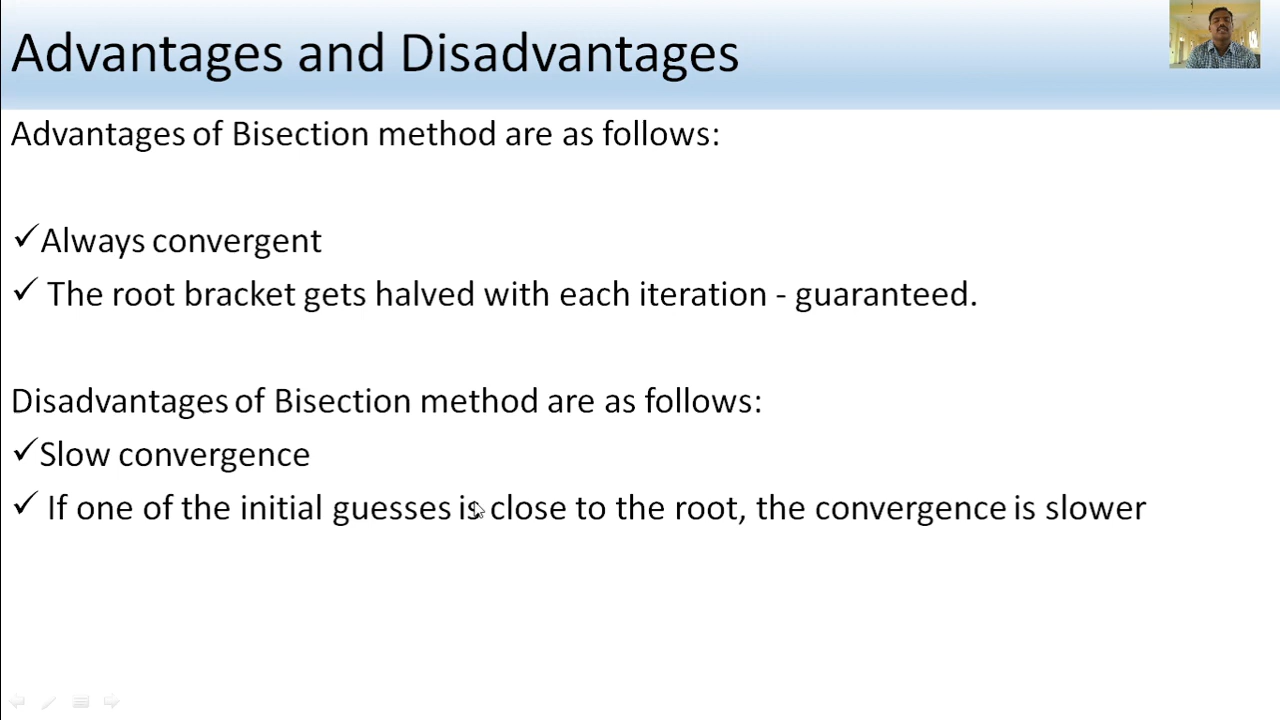 Advantages and Disadvantages
Advantages of Bisection method are as follows:
✓Always convergent
✓ The root bracket gets halved with each iteration - guaranteed.
Disadvantages of Bisection method are as follows:
✓Slow convergence
✓ If one of the initial guesses is close to the root, the convergence is slower